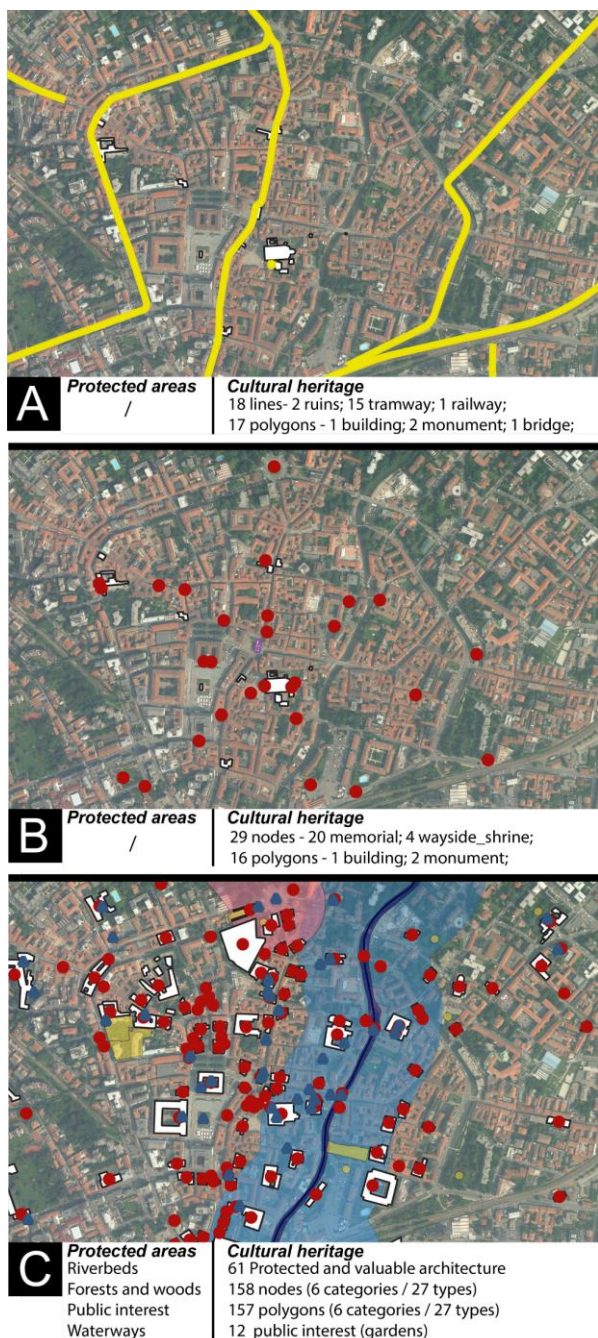 A
Protected areas
/
Cultural heritage
18 lines- 2 ruins; 15 tramway; 1 railway;
17 polygons - 1 building; 2 monument; 1 bridge;
B
Protected areas
/
Cultural heritage
29 nodes - 20 memorial; 4 wayside_shrine;
16 polygons - 1 building; 2 monument;
C
Protected areas
Riverbeds
Forests and woods
Public interest
Waterways
Cultural heritage
61 Protected and valuable architecture
158 nodes (6 categories / 27 types)
157 polygons (6 categories / 27 types)
12 public interest (gardens)